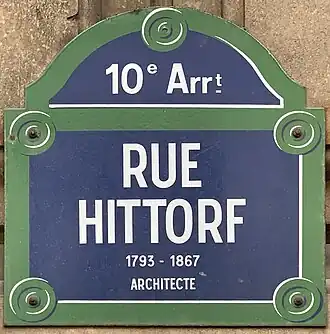 10e Arrt
RUE
HITTORF
1793 - 1867
ARCHITECTE